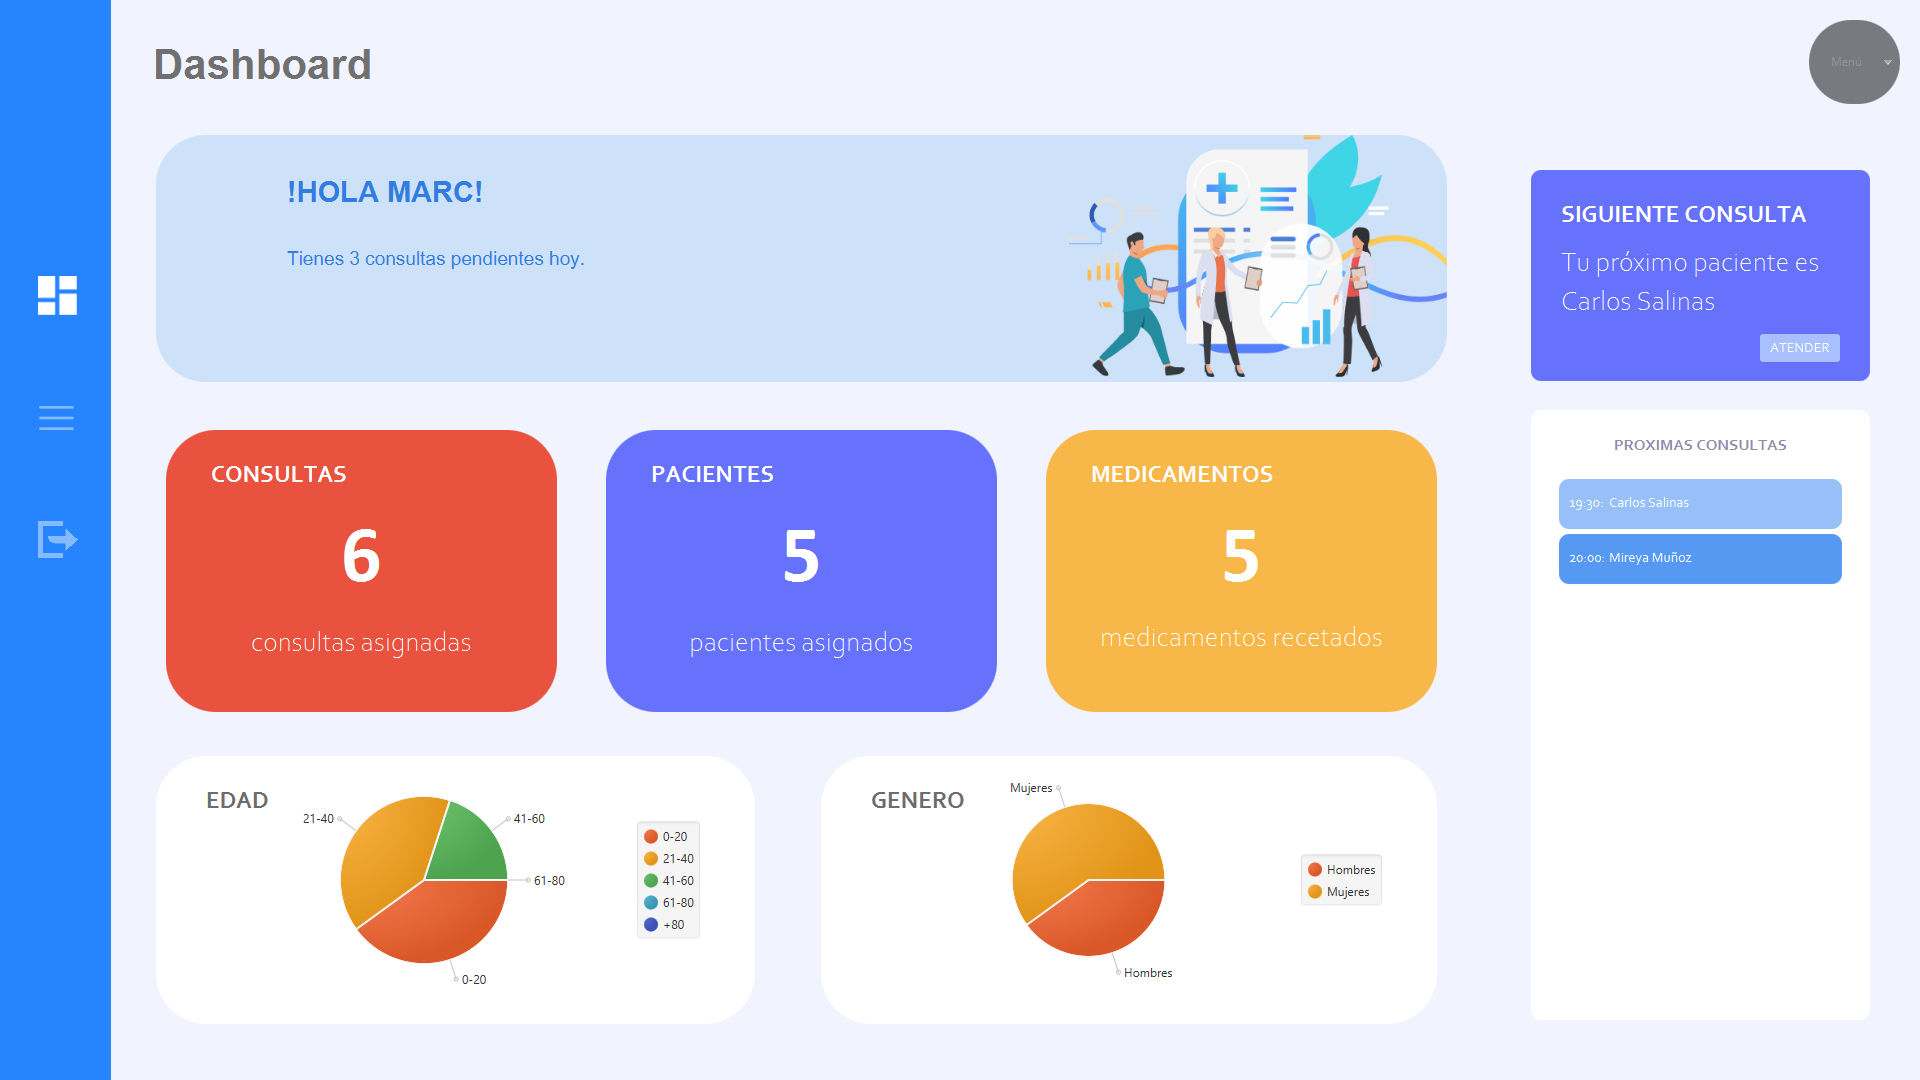 Dashboard
Menú
!HOLA MARC!
Tienes 3 consultas pendientes hoy.
SIGUIENTE CONSULTA
Tu próximo paciente es
Carlos Salinas
ATENDER
PROXIMAS CONSULTAS
19:30: Carlos Salinas
20:00: Mireya Muñoz
CONSULTAS
6
consultas asignadas
PACIENTES
5
pacientes asignados
MEDICAMENTOS
5
medicamentos recetados
EDAD
21-40
41-60
61-80
0-20
0-20
21-40
41-60
61-80
+80
GENERO
Mujeres
Hombres
Hombres
Mujeres